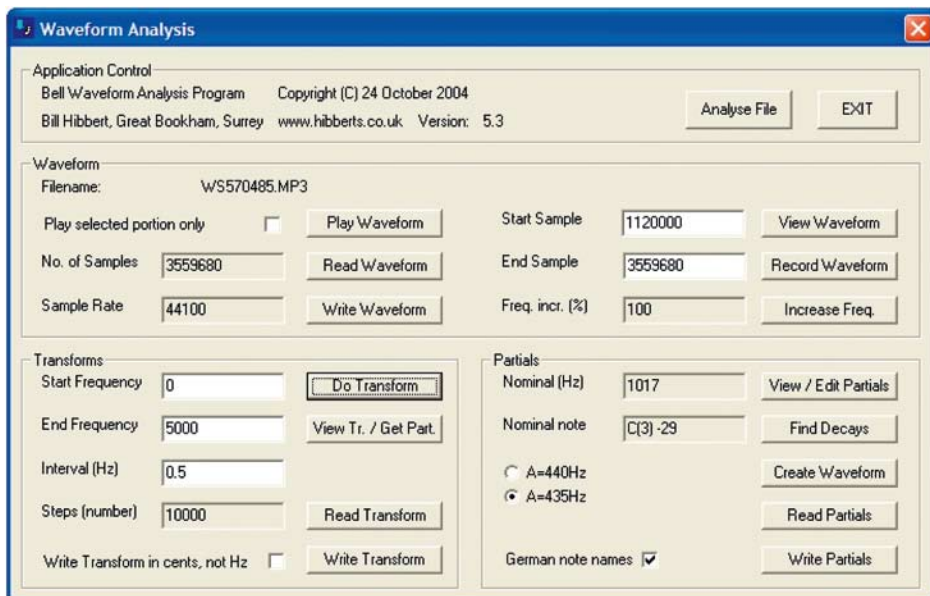 Waveform Analysis
Application Control
Bell Waveform Analysis Program Copyright (C) 24 October 2004
Bill Hibbert, Great Bookham, Surrey www.hibberts.co.uk Version: 5.3
Analyse File EXIT
Waveform
Filename: WS570485.MP3
Play selected portion only Play Waveform Start Sample 1120000 View Waveform
No. of Samples 3559680 Read Waveform End Sample 3559680 Record Waveform
Sample Rate 44100 Write Waveform Freq. incr. (%) 100 Increase Freq.
Transforms
Start Frequency 0 Do Transform
End Frequency 5000 View Tr. / Get Part.
Interval (Hz) 0.5
Steps (number) 10000 Read Transform
Write Transform in cents, not Hz Write Transform
Partials
Nominal (Hz) 1017 View / Edit Partials
Nominal note C(3) -29 Find Decays
A=440Hz Create Waveform
A=435Hz
Read Partials
German note names Write Partials